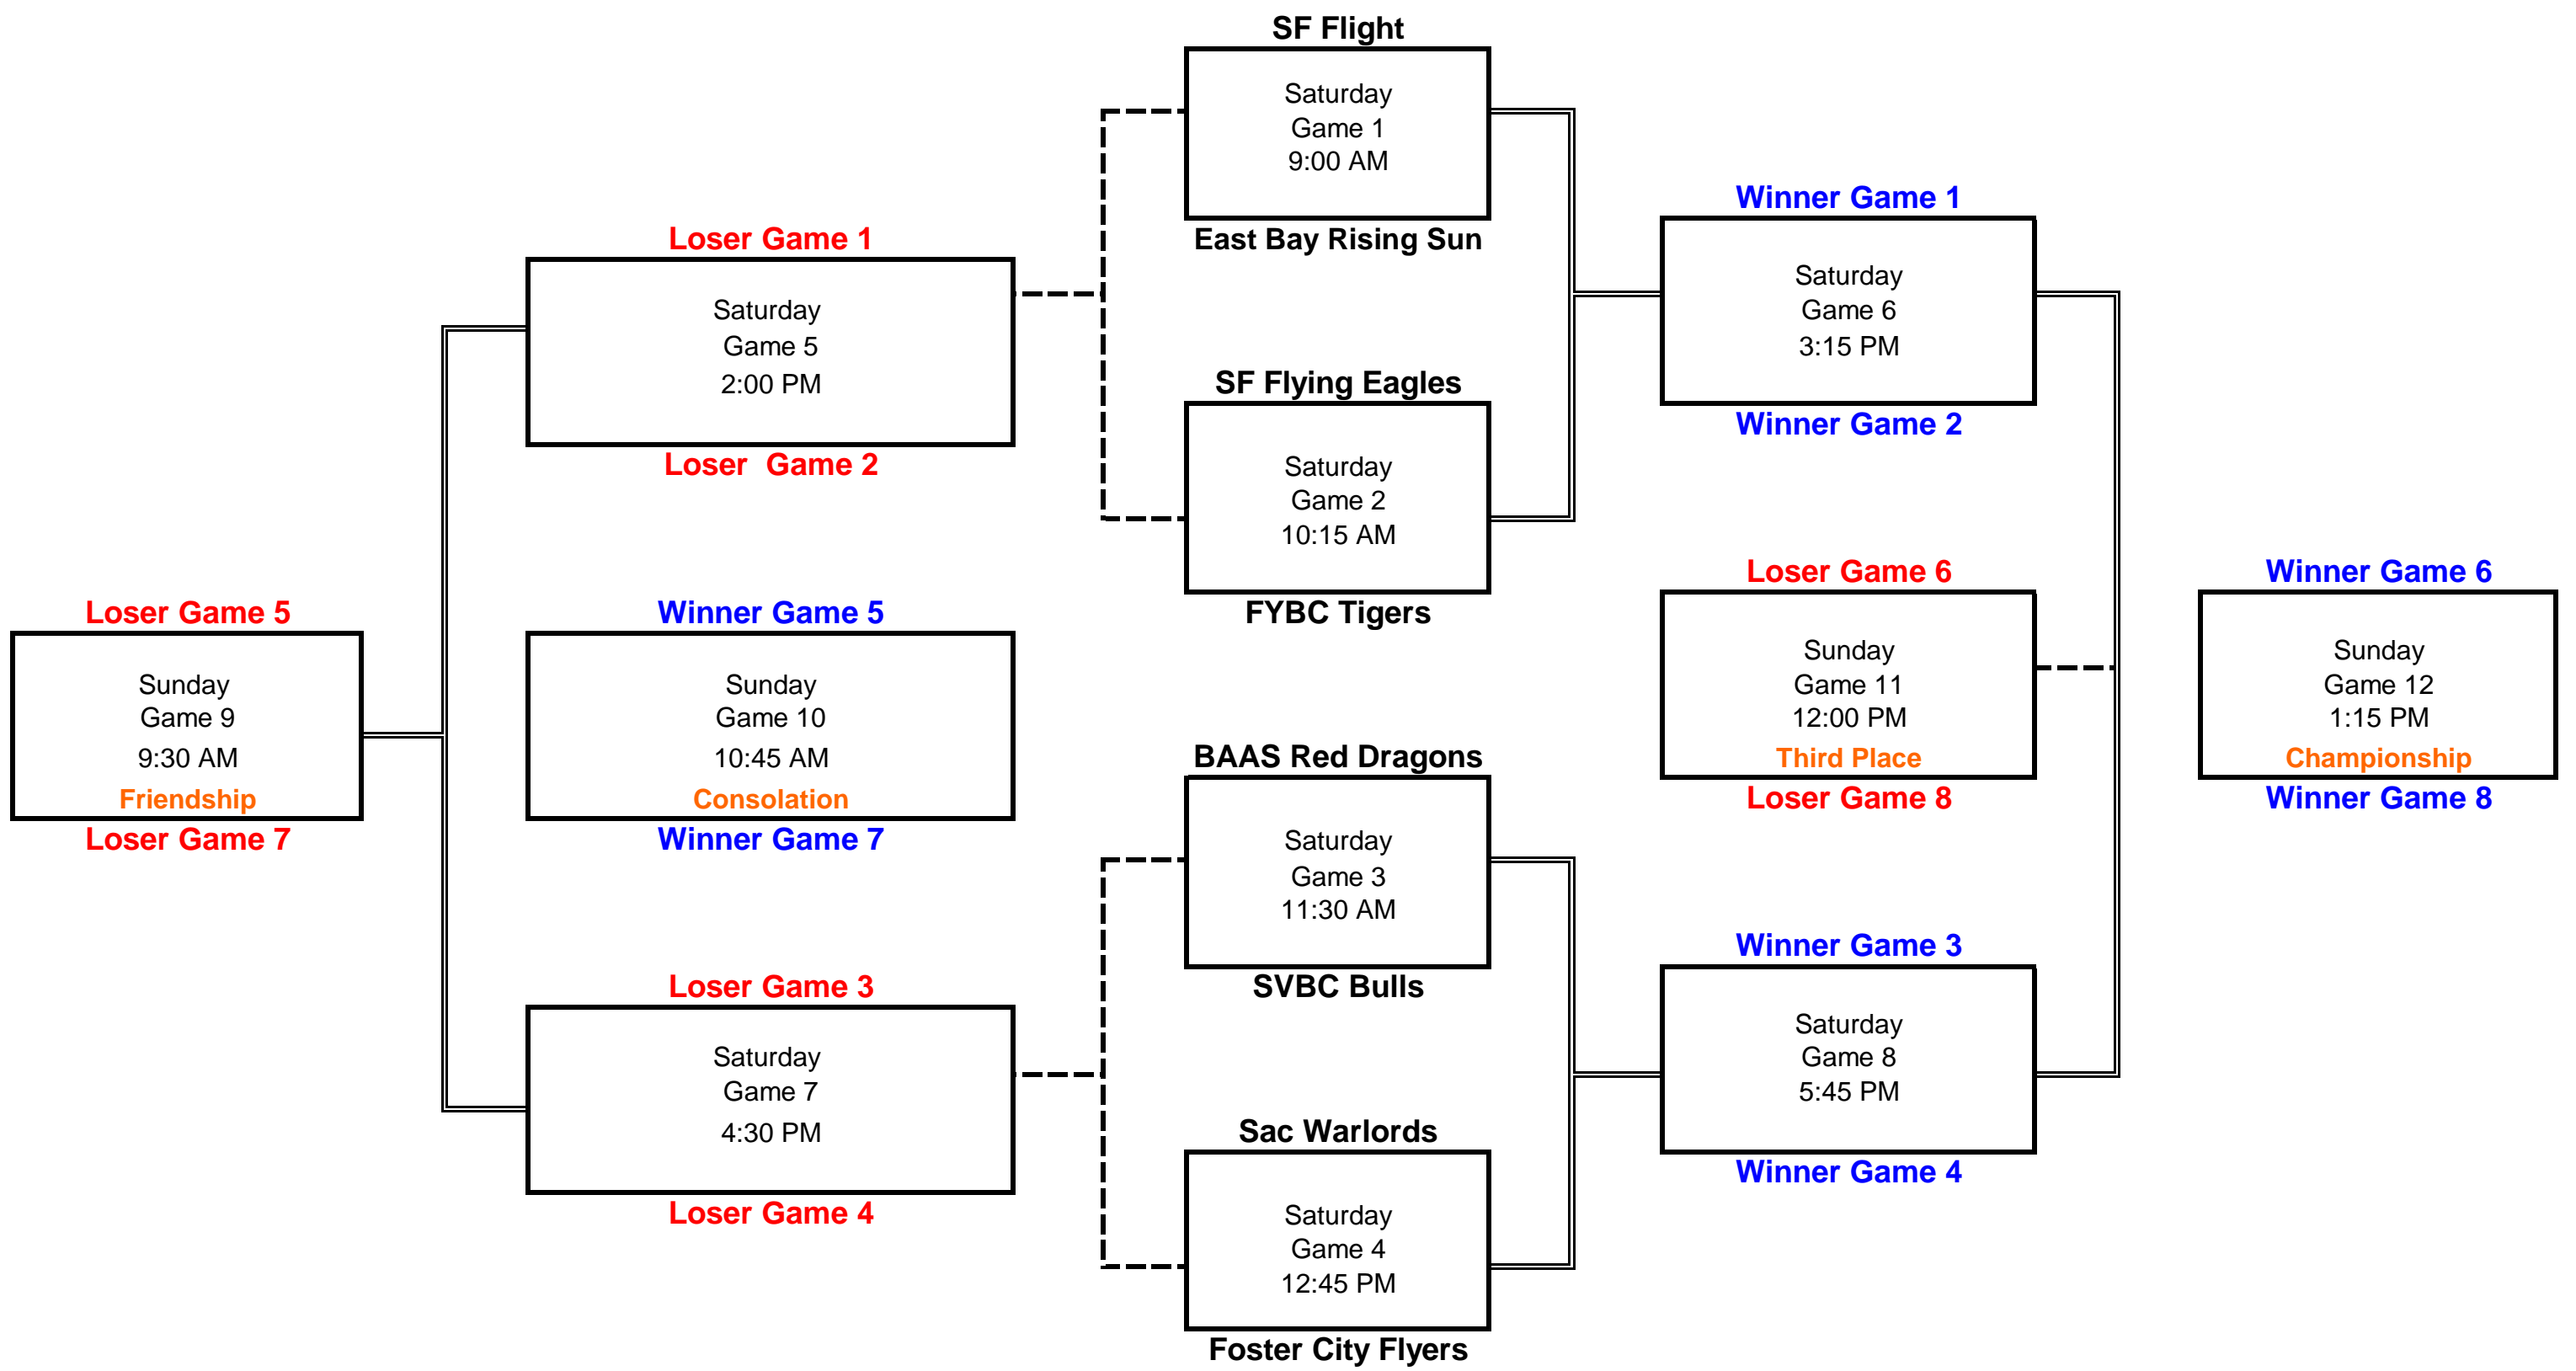 SF Flight
Saturday
Game 1
9:00 AM
East Bay Rising Sun
Winner Game 1
Saturday
Game 6
3:15 PM
Winner Game 2
Loser Game 1
Saturday
Game 5
2:00 PM
Loser  Game 2
SF Flying Eagles
Saturday
Game 2
10:15 AM
FYBC Tigers
Loser Game 5
Sunday
Game 9
9:30 AM
Friendship
Loser Game 7
Winner Game 5
Sunday
Game 10
10:45 AM
Consolation
Winner Game 7
Loser Game 6
Sunday
Game 11
12:00 PM
Third Place
Loser Game 8
Winner Game 6
Sunday
Game 12
1:15 PM
Championship
Winner Game 8
BAAS Red Dragons
Saturday
Game 3
11:30 AM
SVBC Bulls
Loser Game 3
Saturday
Game 7
4:30 PM
Loser Game 4
Winner Game 3
Saturday
Game 8
5:45 PM
Winner Game 4
Sac Warlords
Saturday
Game 4
12:45 PM
Foster City Flyers